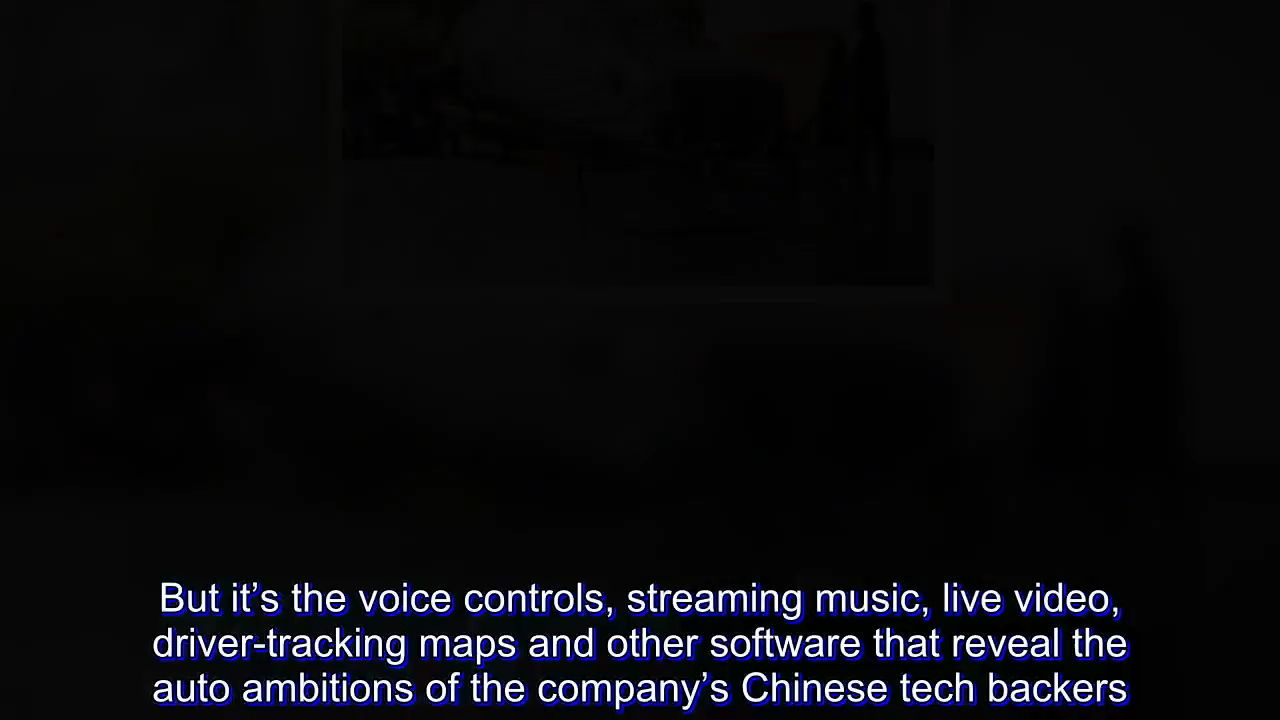 But it’s the voice controls, streaming music, live video,
driver-tracking maps and other software that reveal the
auto ambitions of the company’s Chinese tech backers